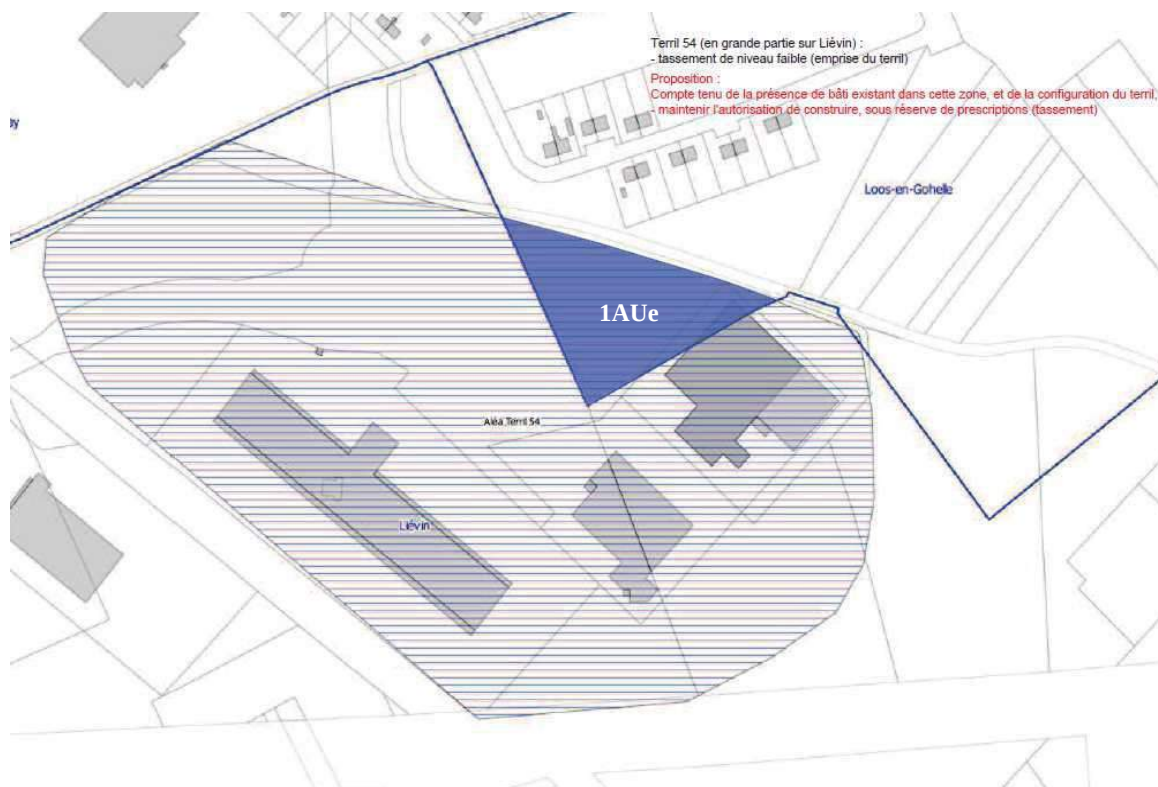 Terril 54 (en grande partie sur Liévin) :
- tassement de niveau faible (emprise du terril)
Proposition :
Compte tenu de la présence de bâti existant dans cette zone, et de la configuration du terril,
- maintenir l'autorisation de construire, sous réserve de prescriptions (tassement)
Loos-en-Gohelle
1AUe
Aléa Terril 54
Liévin